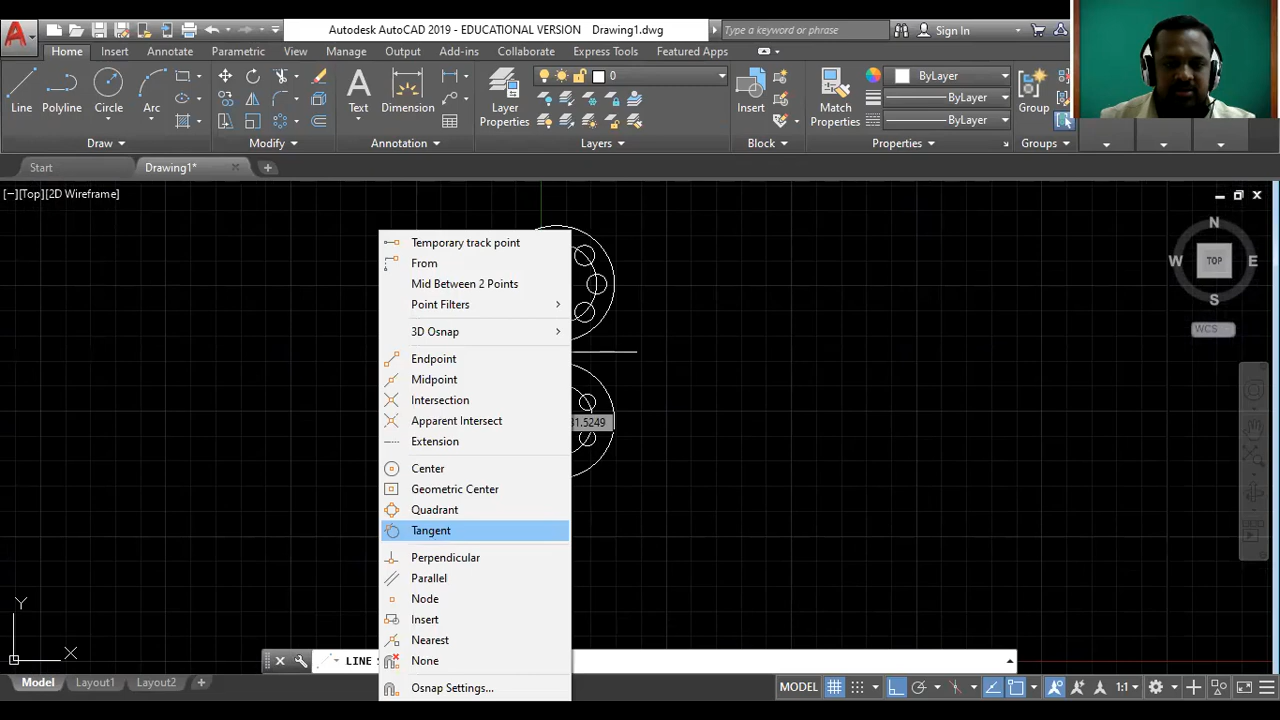 A
Autodesk AutoCAD 2019 - EDUCATIONAL VERSION Drawing1.dwg
Type a keyword or phrase
Sign In
Home Insert Annotate Parametric View Manage Output Add-ins Collaborate Express Tools Featured Apps
Line Polyline Circle Arc
A
Text Dimension
Layer Properties
0
Insert
Match Properties
ByLayer
ByLayer
ByLayer
Group
Draw Modify Annotation Layers Block Properties Groups
Start Drawing1*
[−][Top][2D Wireframe]
N
W TOP E
S
WCS
Temporary track point
From
Mid Between 2 Points
Point Filters
3D Osnap
Endpoint
Midpoint
Intersection
Apparent Intersect
Extension
Center
Geometric Center
Quadrant
Tangent
Perpendicular
Parallel
Node
Insert
Nearest
None
Osnap Settings...
31.5249
Y
X
LINE
Model Layout1 Layout2 +
MODEL 1:1